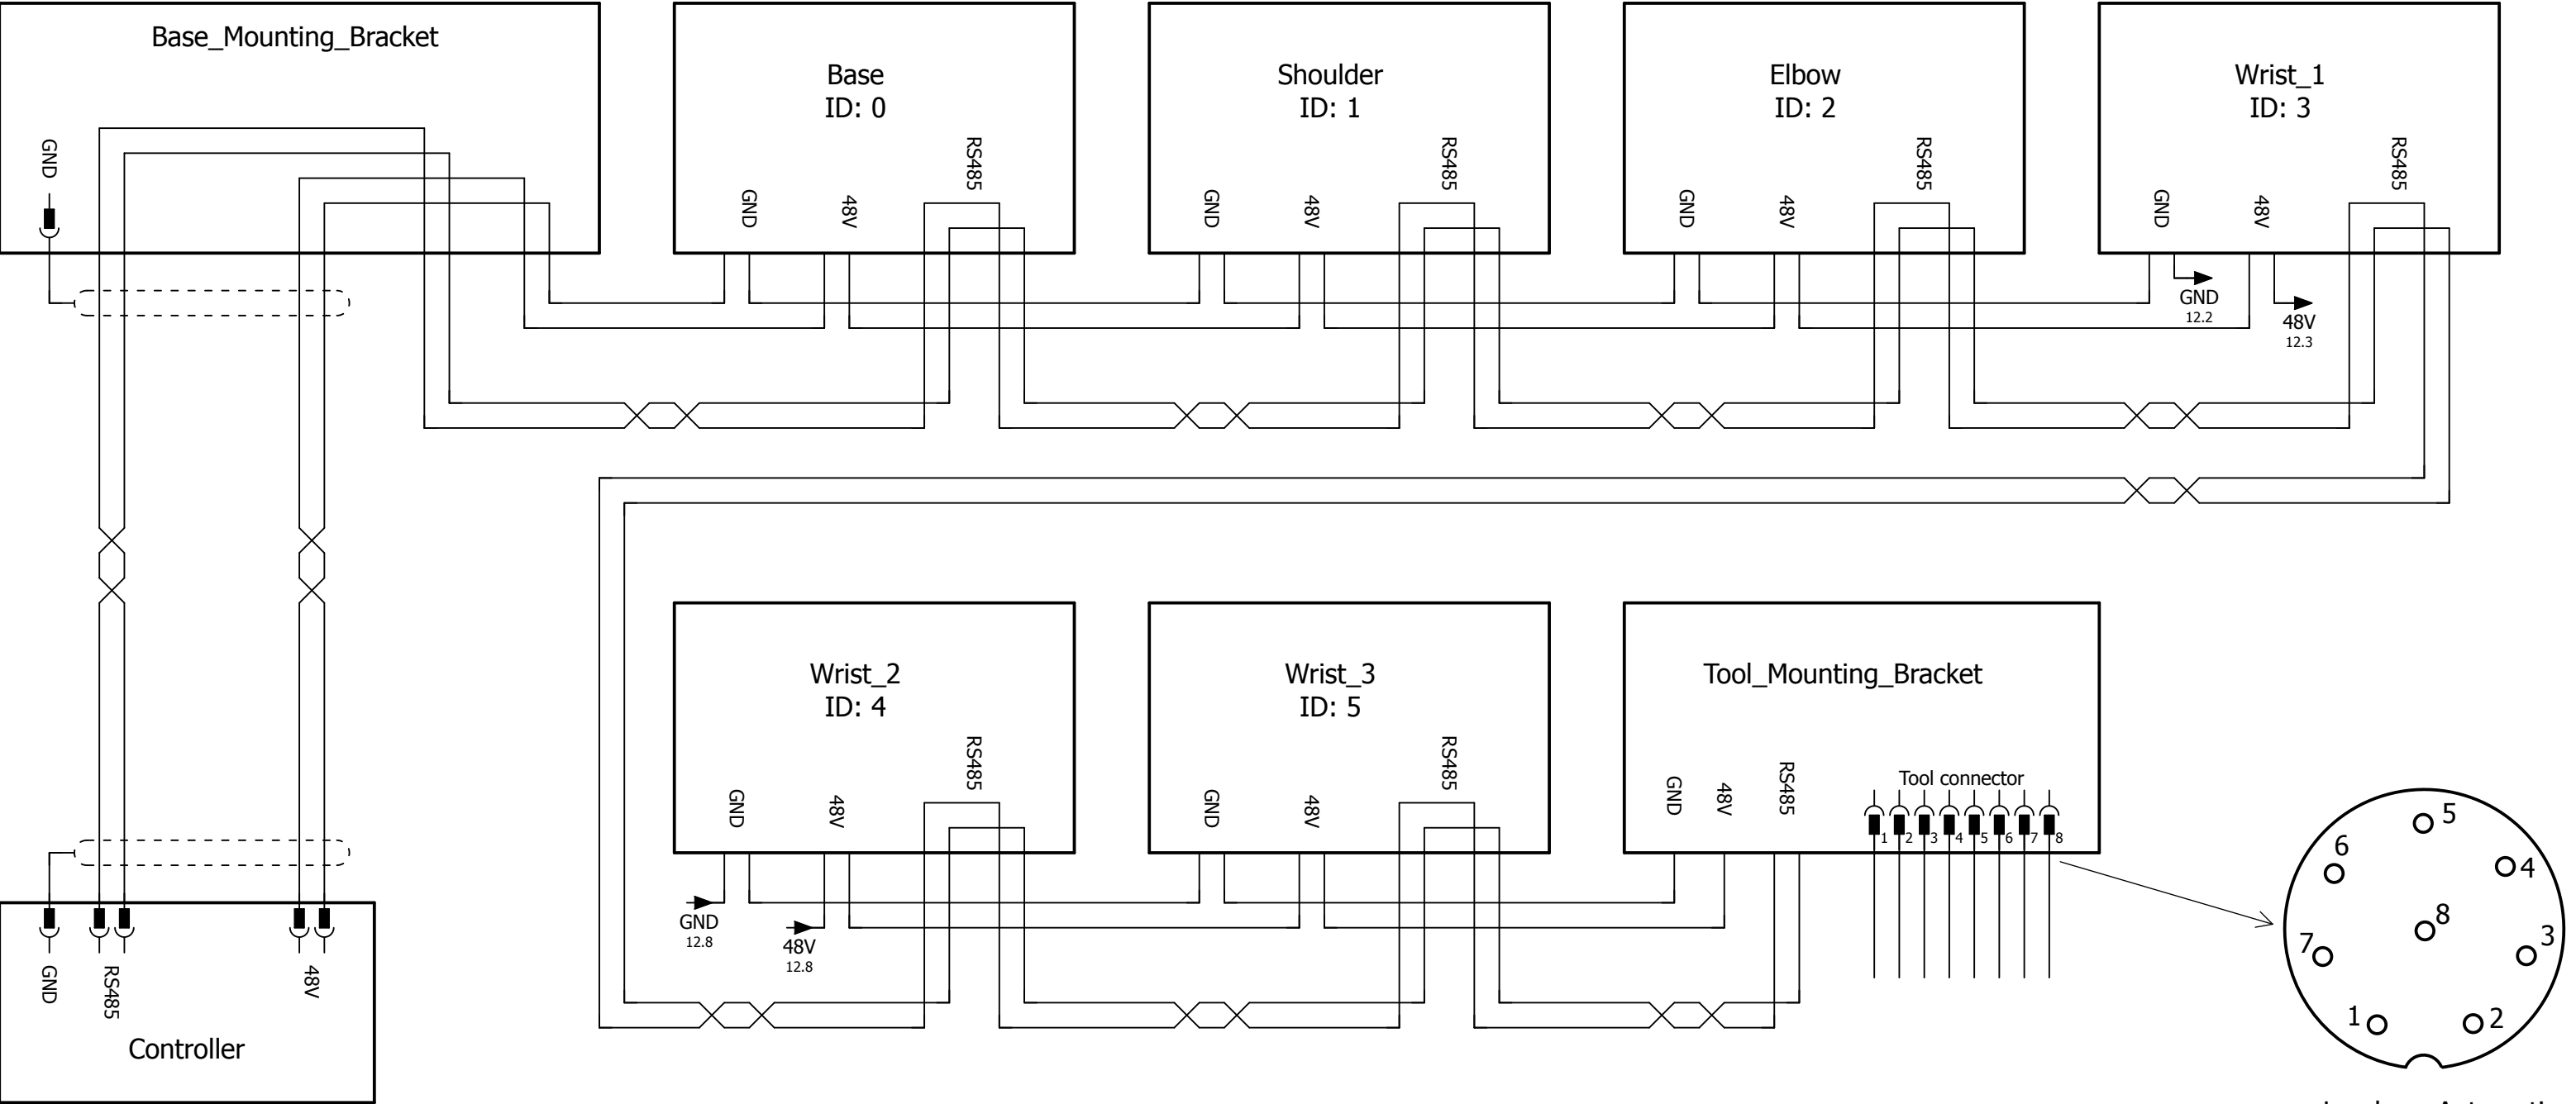 Base_Mounting_Bracket
GND
Base
ID: 0
GND
48V
RS485
Shoulder
ID: 1
GND
48V
RS485
Elbow
ID: 2
GND
48V
RS485
Wrist_1
ID: 3
GND
48V
RS485
GND
12.2
48V
12.3
Wrist_2
ID: 4
GND
48V
RS485
GND
12.8
48V
12.8
Wrist_3
ID: 5
GND
48V
RS485
Tool_Mounting_Bracket
GND
48V
RS485
Tool connector
1 2 3 4 5 6 7 8
5
6
4
8
7
3
1
2
GND
RS485
48V
Controller